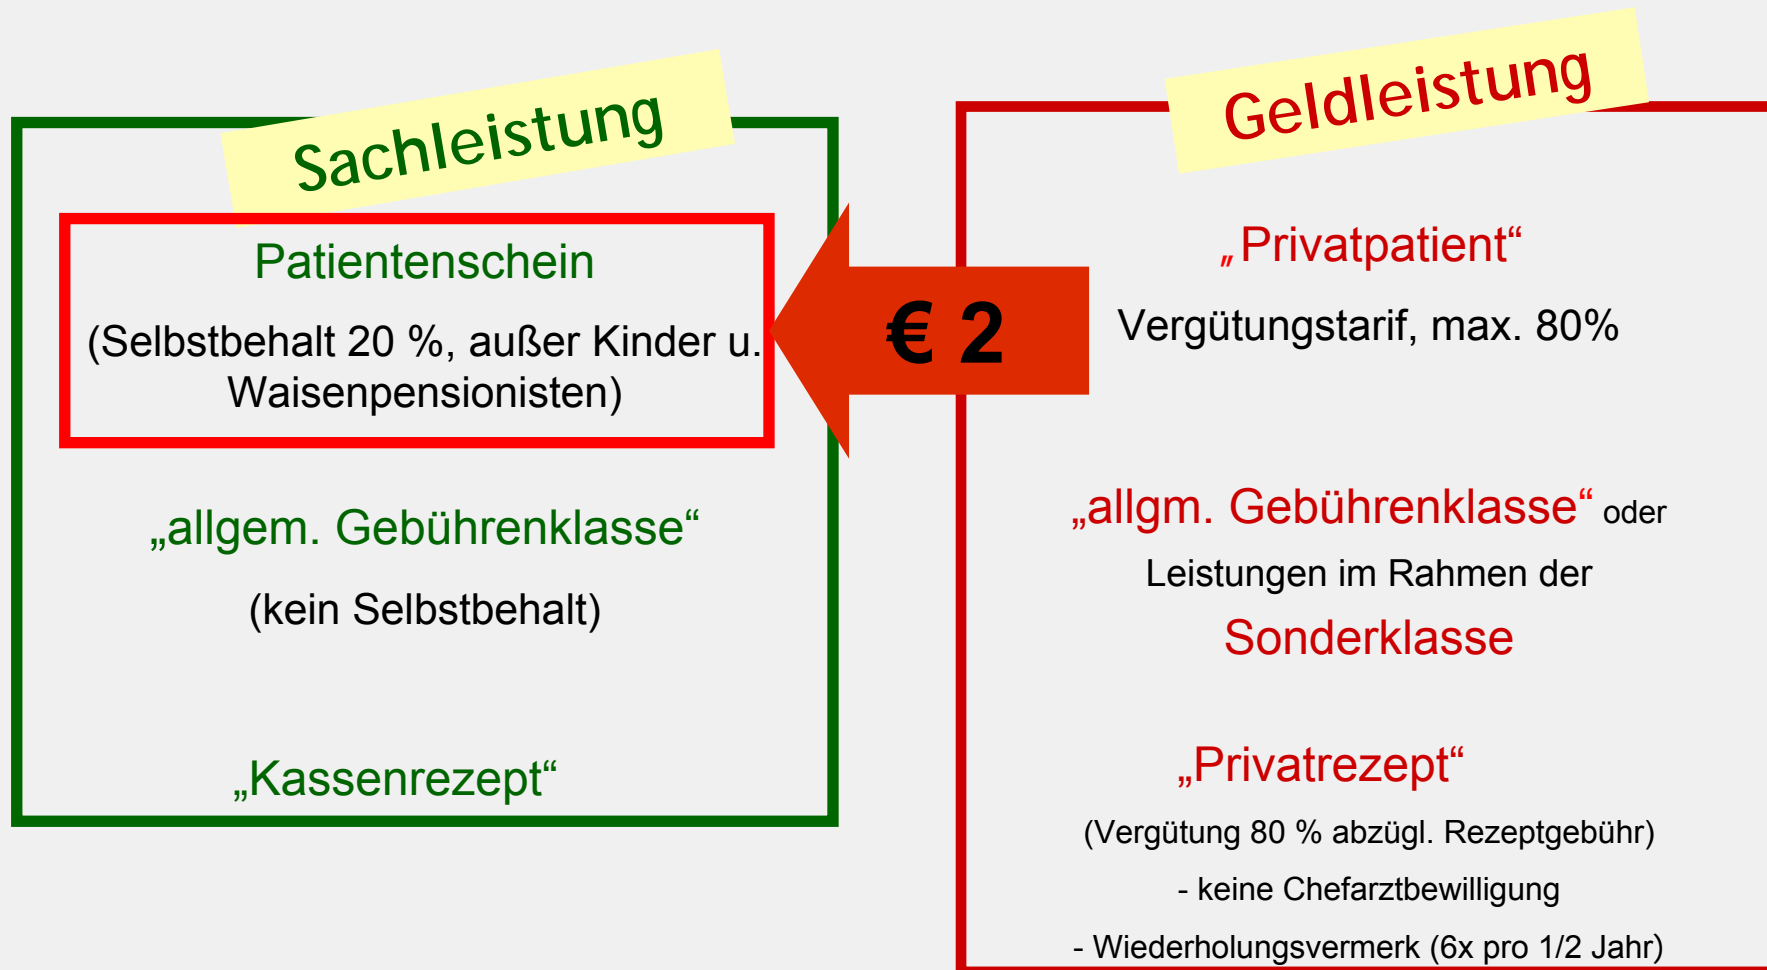 Sachleistung
Patientenschein
(Selbstbehalt 20 %, außer Kinder u.
Waisenpensionisten)
„allgem. Gebührenklasse“
(kein Selbstbehalt)
„Kassenrezept“
€ 2
Geldleistung
„Privatpatient“
Vergütungstarif, max. 80%
„allgm. Gebührenklasse“ oder
Leistungen im Rahmen der
Sonderklasse
„Privatrezept“
(Vergütung 80 % abzügl. Rezeptgebühr)
- keine Chefarztbewilligung
- Wiederholungsvermerk (6x pro 1/2 Jahr)